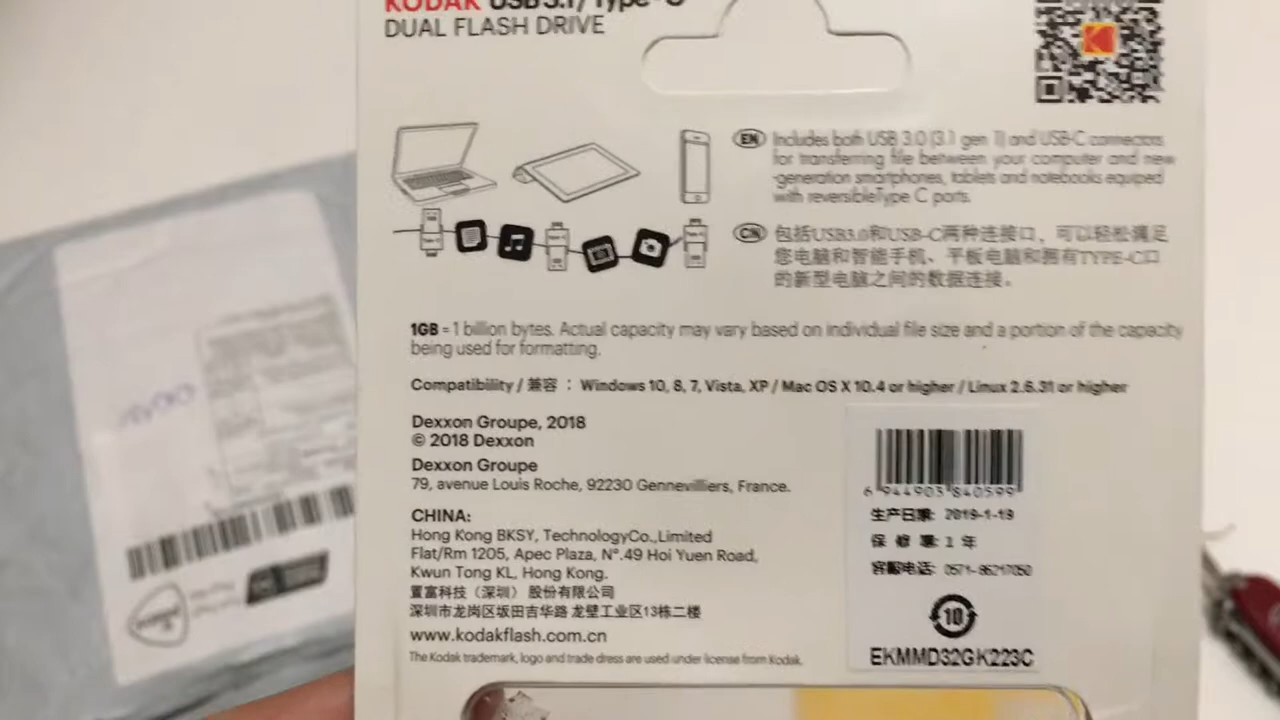 KODAK USB3.1/Type-C
DUAL FLASH DRIVE
EN Includes both USB 3.0 (3.1 gen 1) and USB-C connectors
for transferring file between your computer and new
-generation smartphones, tablets and notebooks equiped
with reversibleType C ports.
CN 包括USB3.0和USB-C两种连接口，可以轻松满足
您电脑和智能手机、平板电脑和拥有TYPE-C口
的新型电脑之间的数据连接。
1GB = 1 billion bytes. Actual capacity may vary based on individual file size and a portion of the capacity
being used for formatting.
Compatibility / 兼容 : Windows 10, 8, 7, Vista, XP / Mac OS X 10.4 or higher / Linux 2.6.31 or higher
Dexxon Groupe, 2018
© 2018 Dexxon
Dexxon Groupe
79, avenue Louis Roche, 92230 Gennevilliers, France.
CHINA:
Hong Kong BKSY, TechnologyCo.,Limited
Flat/Rm 1205, Apec Plaza, N°.49 Hoi Yuen Road,
Kwun Tong KL, Hong Kong.
置富科技（深圳）股份有限公司
深圳市龙岗区坂田吉华路 龙壁工业区13栋二楼
www.kodakflash.com.cn
The Kodak trademark, logo and trade dress are used under license from Kodak.
6 944903 840599
生产日期: 2019-1-19
保 修 期: 1 年
客服电话: 0571-86217050
10
EKMMD32GK223C